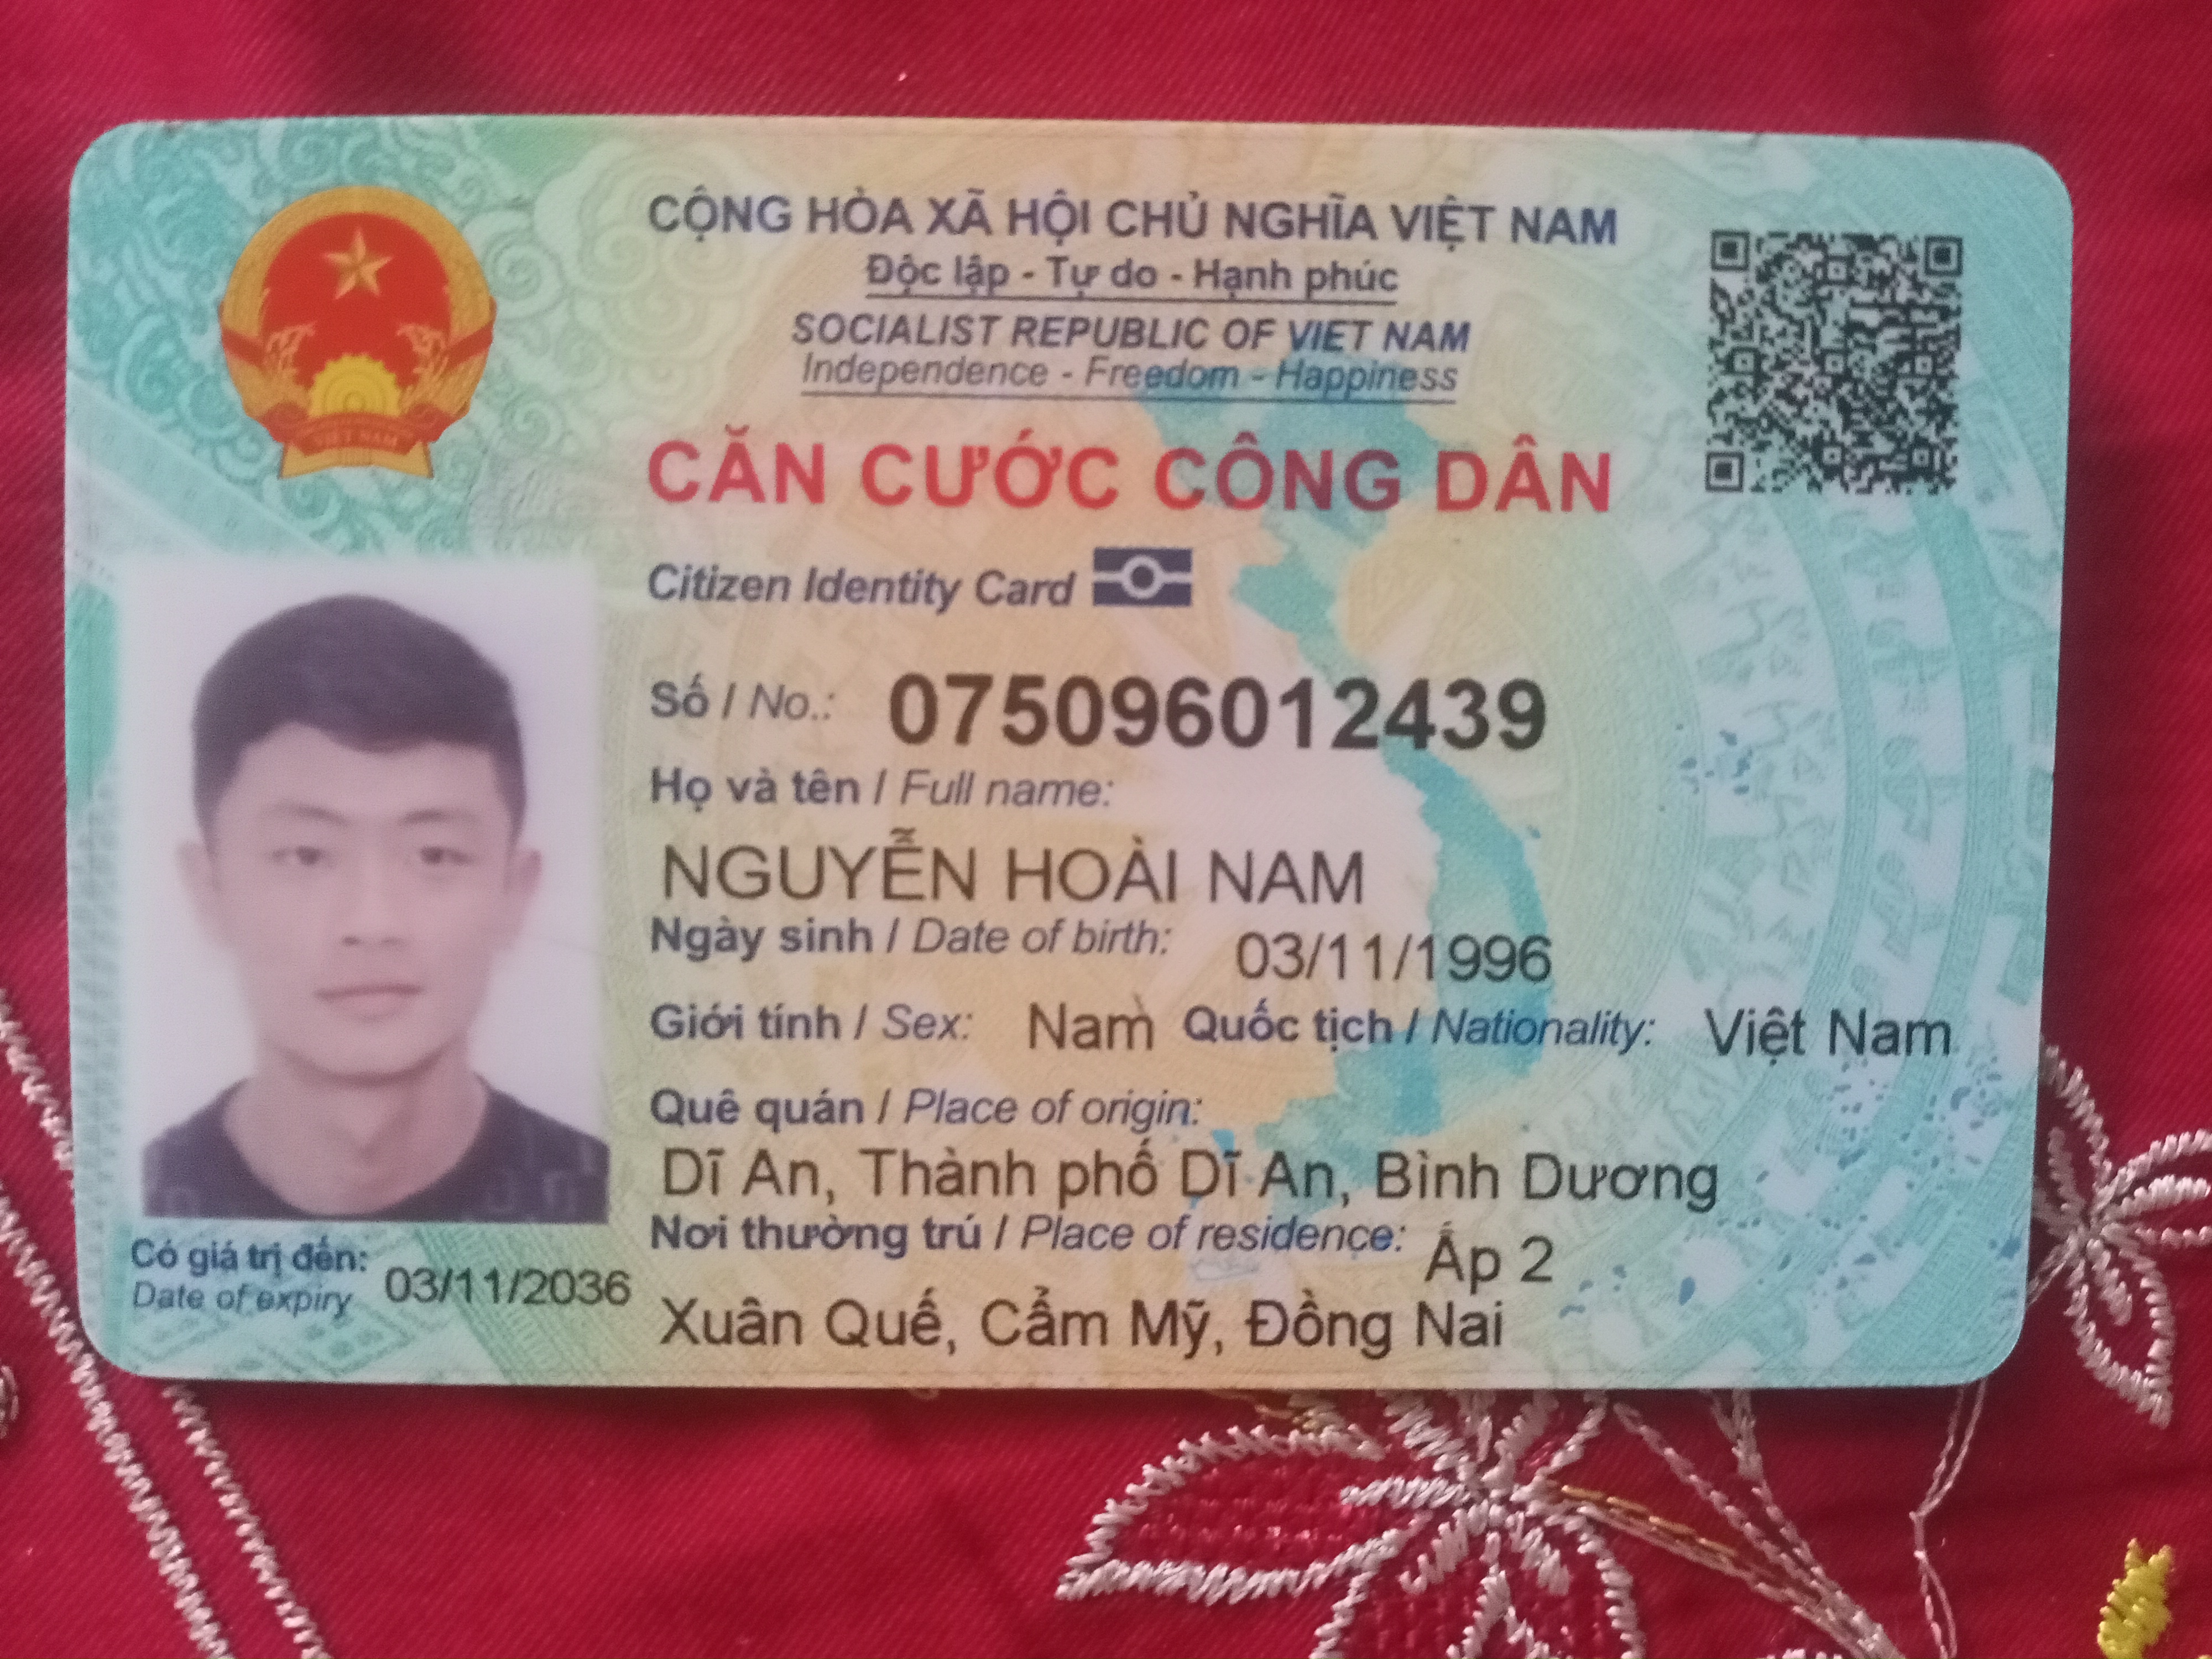 CỘNG HÒA XÃ HỘI CHỦ NGHĨA VIỆT NAM
Độc lập - Tự do - Hạnh phúc
SOCIALIST REPUBLIC OF VIET NAM
Independence - Freedom - Happiness
CĂN CƯỚC CÔNG DÂN
Citizen Identity Card
VIỆT NAM
Số / No.: 075096012439
Họ và tên / Full name:
NGUYỄN HOÀI NAM
Ngày sinh / Date of birth: 03/11/1996
Giới tính / Sex: Nam Quốc tịch / Nationality: Việt Nam
Quê quán / Place of origin:
Dĩ An, Thành phố Dĩ An, Bình Dương
Nơi thường trú / Place of residence: Ấp 2
Xuân Quế, Cẩm Mỹ, Đồng Nai
Có giá trị đến: 03/11/2036
Date of expiry